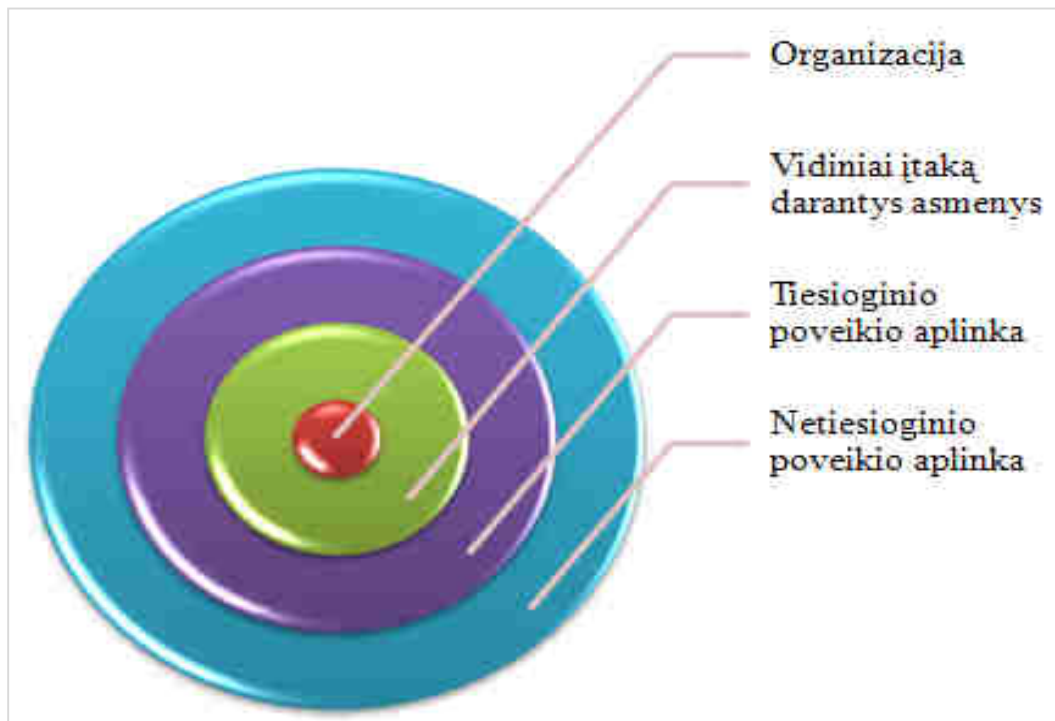 Organizacija
Vidiniai įtaką
darantys asmenys
Tiesioginio
poveikio aplinka
Netiesioginio
poveikio aplinka